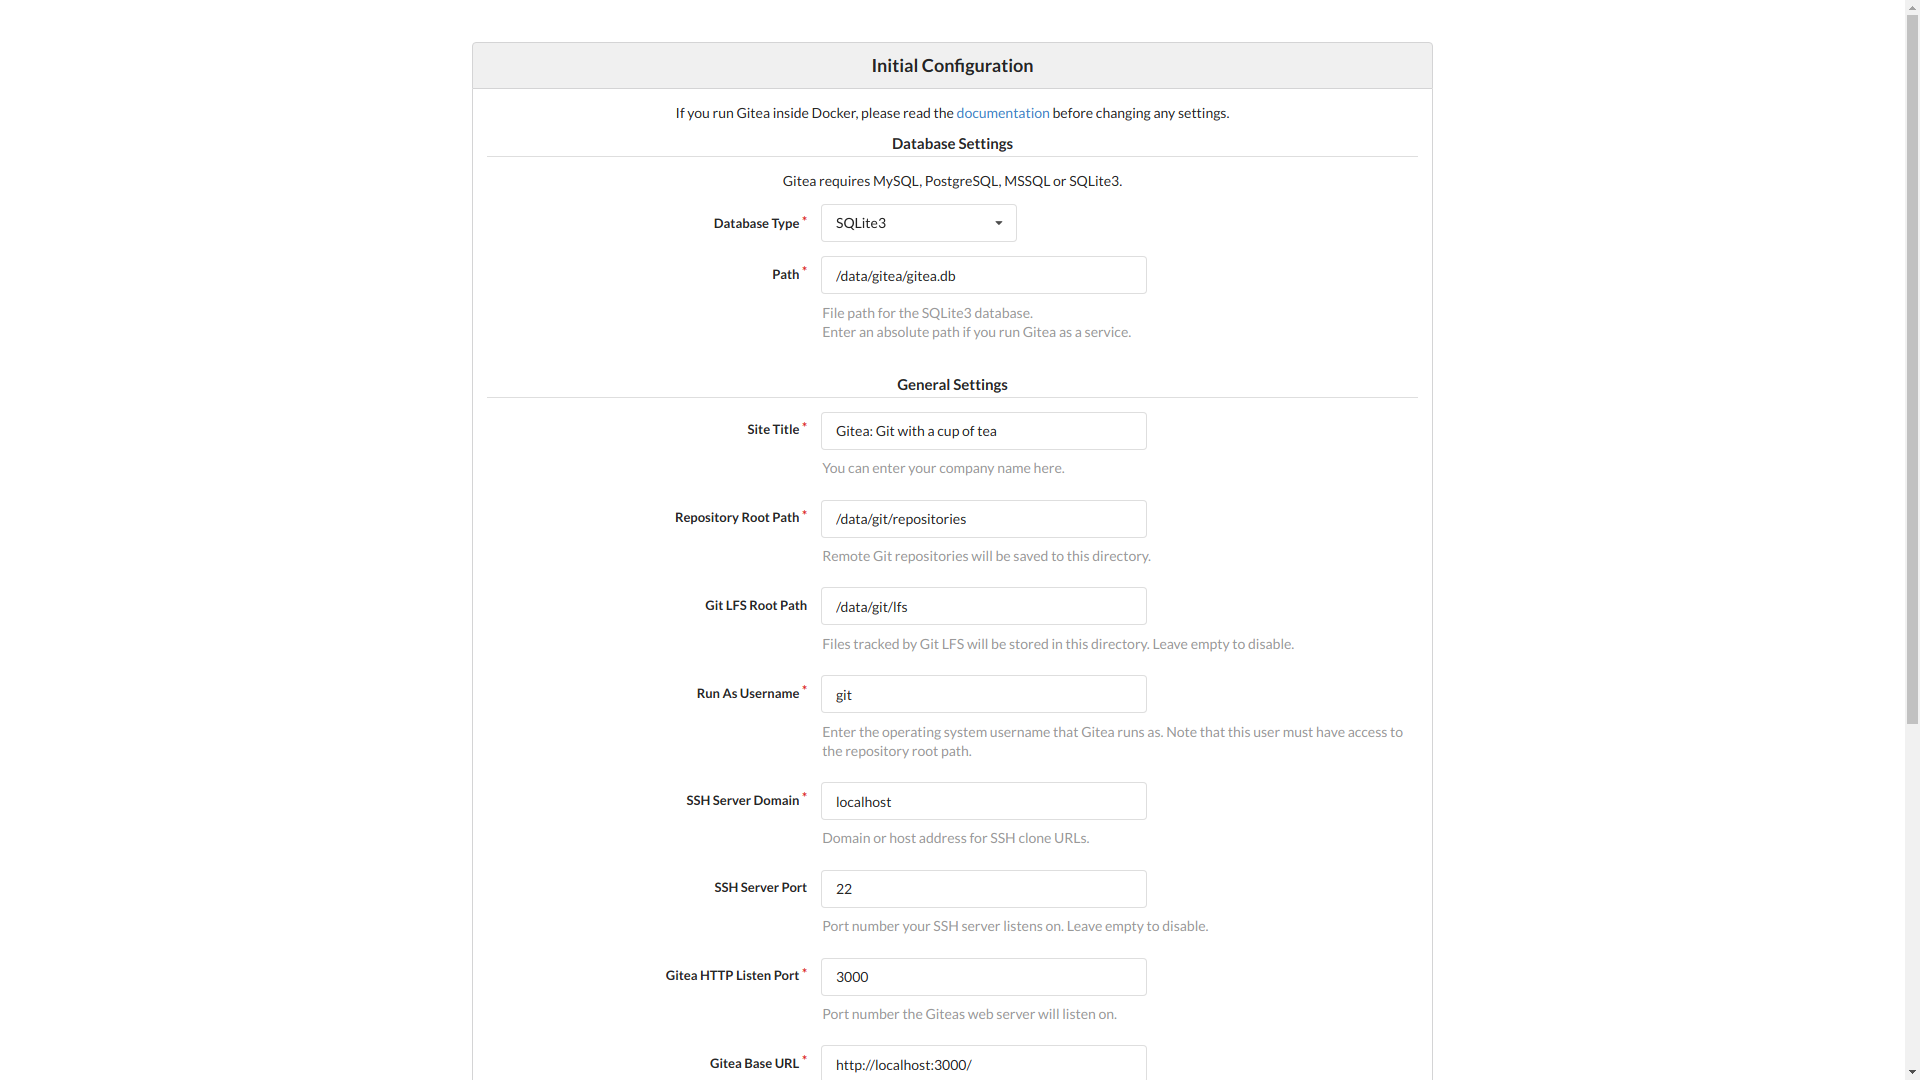 Initial Configuration
If you run Gitea inside Docker, please read the documentation before changing any settings.
Database Settings
Gitea requires MySQL, PostgreSQL, MSSQL or SQLite3.
Database Type * SQLite3
Path * /data/gitea/gitea.db
File path for the SQLite3 database.
Enter an absolute path if you run Gitea as a service.
General Settings
Site Title * Gitea: Git with a cup of tea
You can enter your company name here.
Repository Root Path * /data/git/repositories
Remote Git repositories will be saved to this directory.
Git LFS Root Path /data/git/lfs
Files tracked by Git LFS will be stored in this directory. Leave empty to disable.
Run As Username * git
Enter the operating system username that Gitea runs as. Note that this user must have access to
the repository root path.
SSH Server Domain * localhost
Domain or host address for SSH clone URLs.
SSH Server Port 22
Port number your SSH server listens on. Leave empty to disable.
Gitea HTTP Listen Port * 3000
Port number the Giteas web server will listen on.
Gitea Base URL * http://localhost:3000/